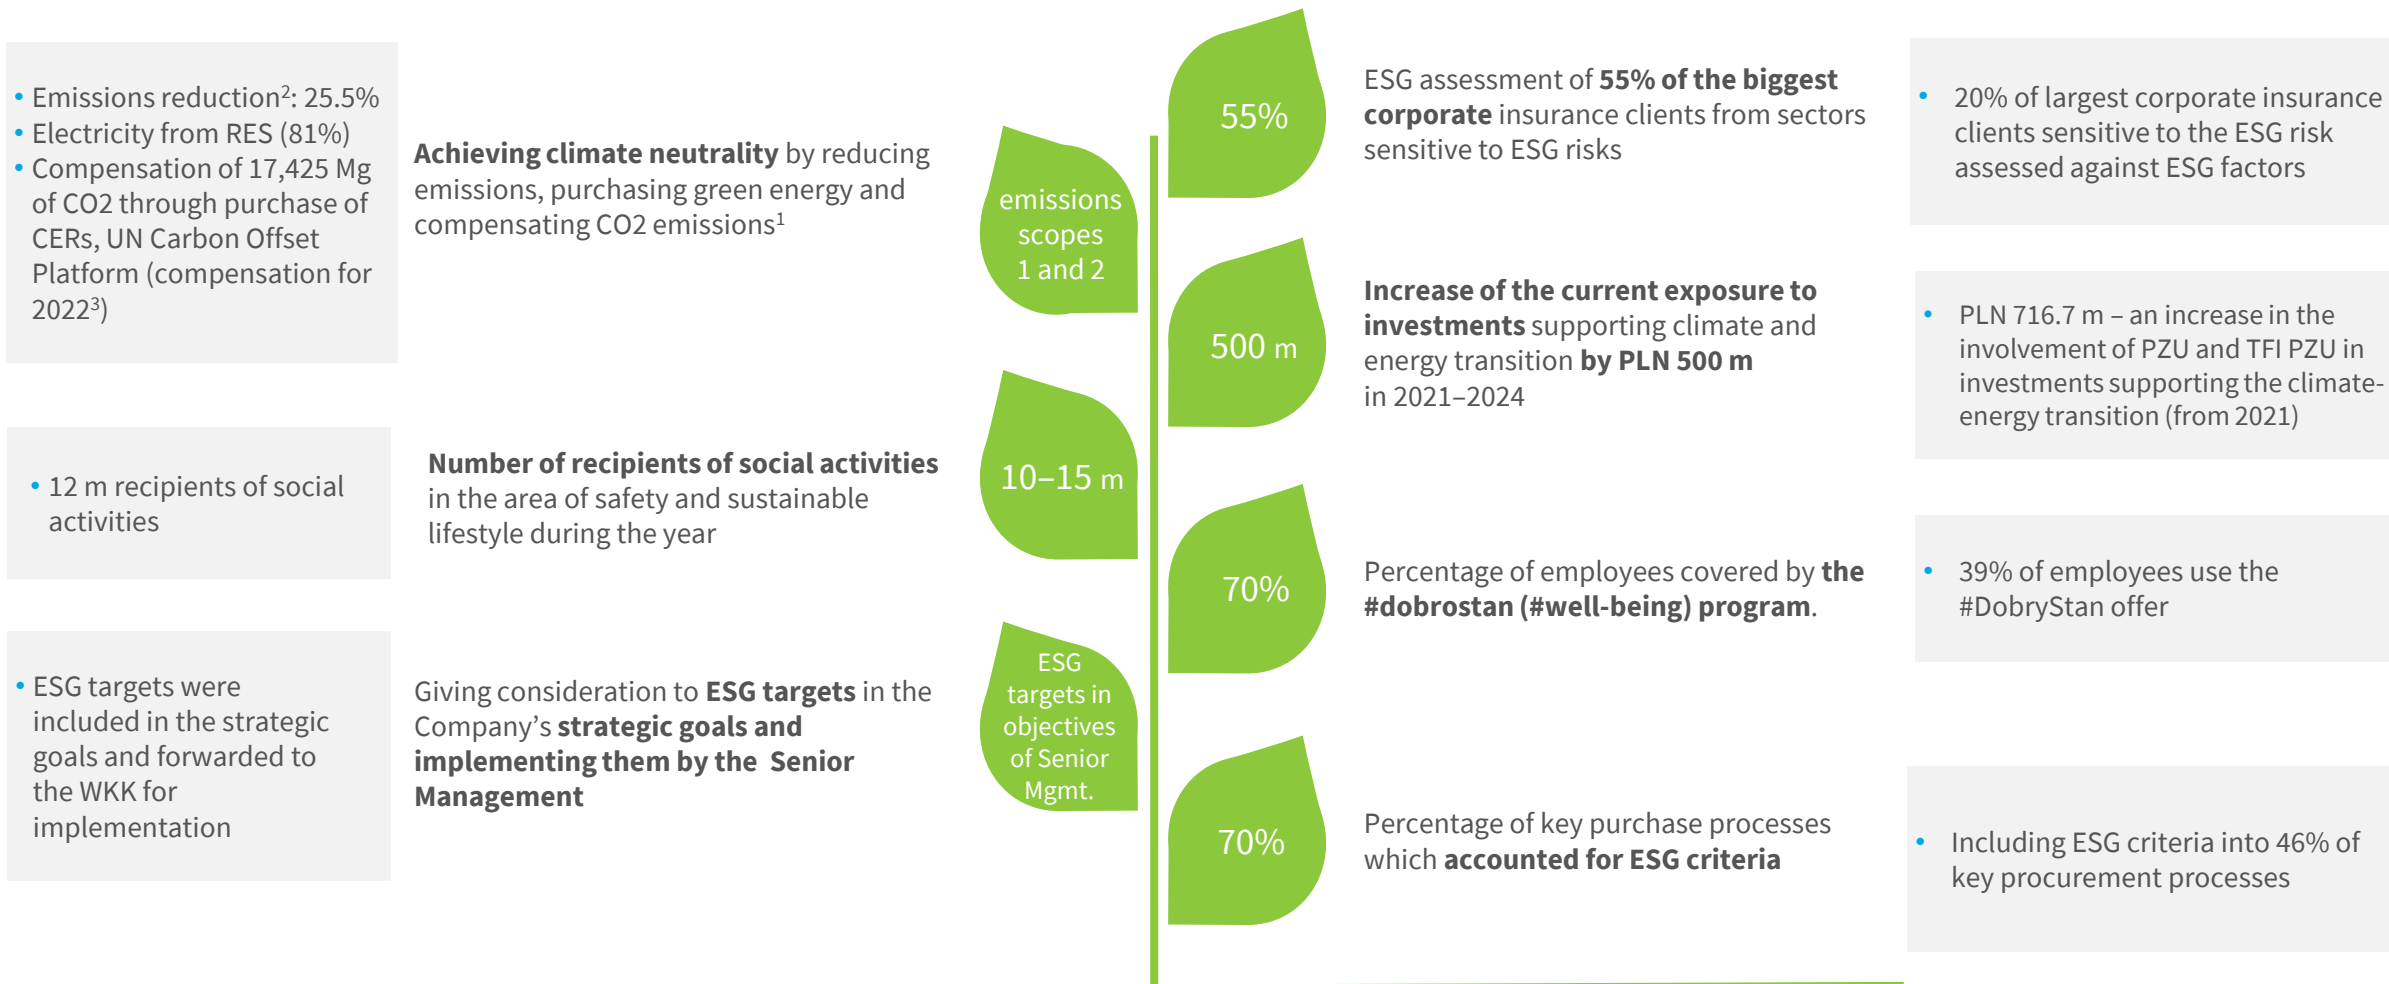 • Emissions reduction²: 25.5%
• Electricity from RES (81%)
• Compensation of 17,425 Mg
of CO2 through purchase of
CERs, UN Carbon Offset
Platform (compensation for
2022³)
Achieving climate neutrality by reducing
emissions, purchasing green energy and
compensating CO2 emissions¹
emissions
scopes
1 and 2
• 12 m recipients of social
activities
Number of recipients of social activities
in the area of safety and sustainable
lifestyle during the year
10–15 m
• ESG targets were
included in the strategic
goals and forwarded to
the WKK for
implementation
Giving consideration to ESG targets in the
Company’s strategic goals and
implementing them by the Senior
Management
ESG
targets in
objectives
of Senior
Mgmt.
55%
ESG assessment of 55% of the biggest
corporate insurance clients from sectors
sensitive to ESG risks
• 20% of largest corporate insurance
clients sensitive to the ESG risk
assessed against ESG factors
500 m
Increase of the current exposure to
investments supporting climate and
energy transition by PLN 500 m
in 2021–2024
• PLN 716.7 m – an increase in the
involvement of PZU and TFI PZU in
investments supporting the climate-
energy transition (from 2021)
70%
Percentage of employees covered by the
#dobrostan (#well-being) program.
• 39% of employees use the
#DobryStan offer
70%
Percentage of key purchase processes
which accounted for ESG criteria
• Including ESG criteria into 46% of
key procurement processes